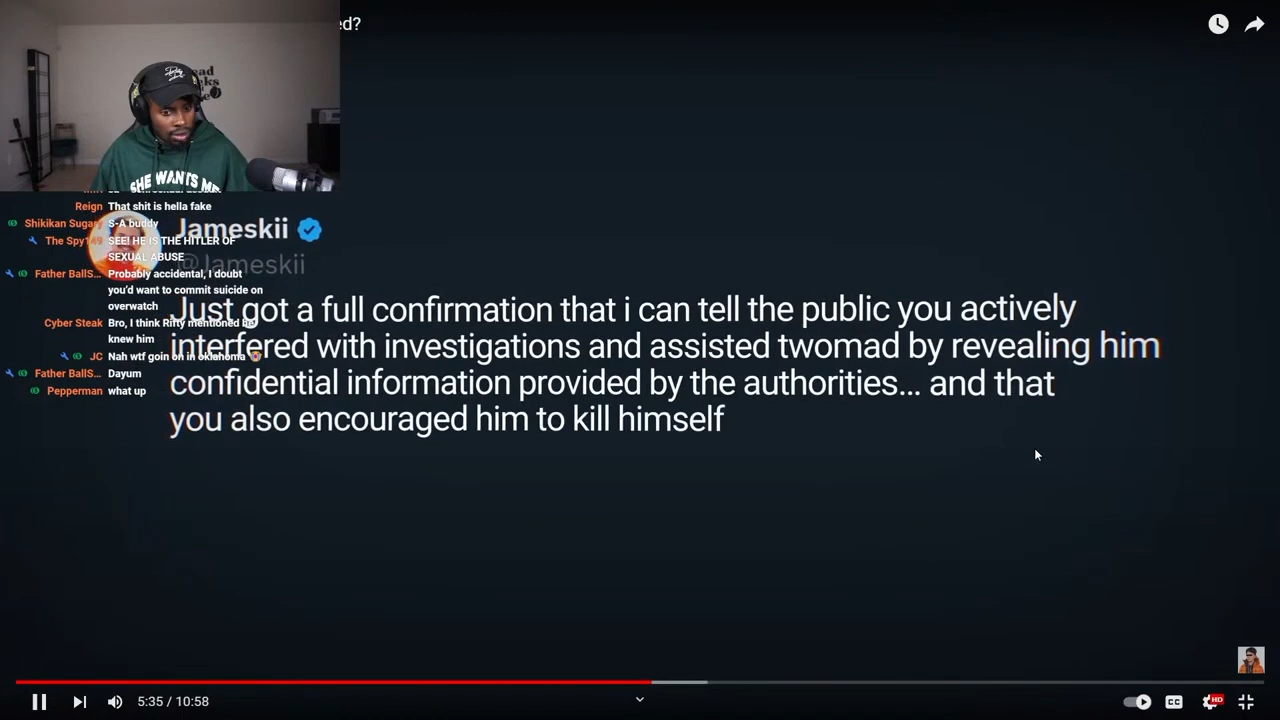 ed?
SHE WANTS ME
Reign That shit is hella fake
Shikikan Sugar S-A buddy
The Spy SEE! HE IS THE HITLER OF
SEXUAL ABUSE
Father BallS... Probably accidental, I doubt
you'd want to commit suicide on
overwatch
Cyber Steak Bro, I think Rifty mentioned he
knew him
JC Nah wtf goin on in oklahoma
Father BallS... Dayum
Pepperman what up
Jameskii
@Jameskii
Just got a full confirmation that i can tell the public you actively
interfered with investigations and assisted twomad by revealing him
confidential information provided by the authorities... and that
you also encouraged him to kill himself
5:35 / 10:58
CC
HD